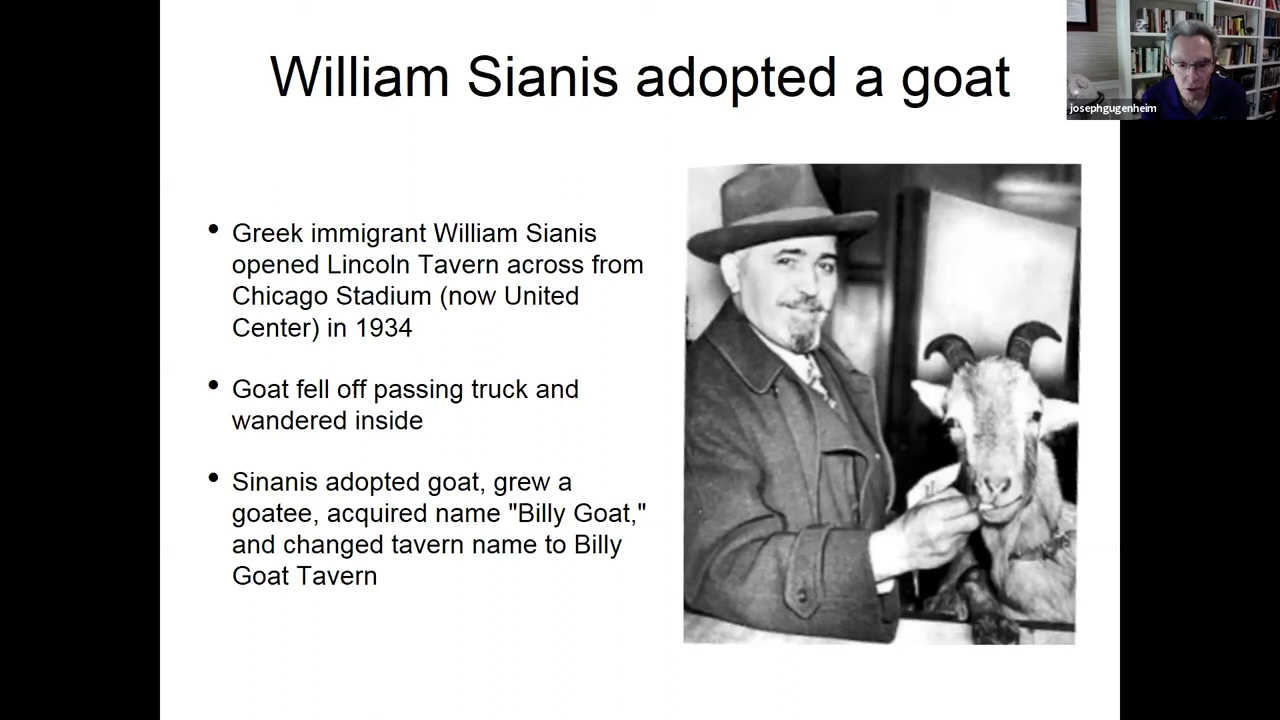 William Sianis adopted a goat
josephgugenheim
• Greek immigrant William Sianis
opened Lincoln Tavern across from
Chicago Stadium (now United
Center) in 1934
• Goat fell off passing truck and
wandered inside
• Sinanis adopted goat, grew a
goatee, acquired name "Billy Goat,"
and changed tavern name to Billy
Goat Tavern